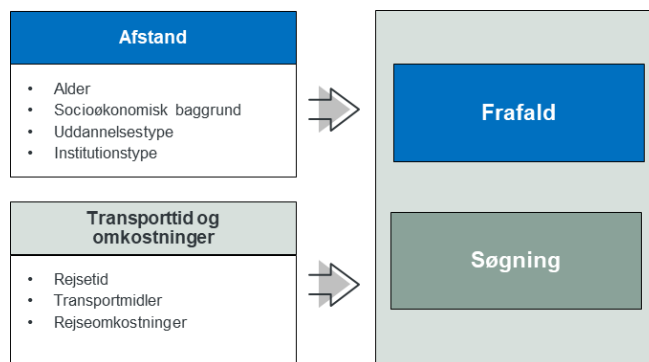 Afstand
• Alder
• Socioøkonomisk baggrund
• Uddannelsestype
• Institutionstype
Transporttid og
omkostninger
• Rejsetid
• Transportmidler
• Rejseomkostninger
Frafald
Søgning